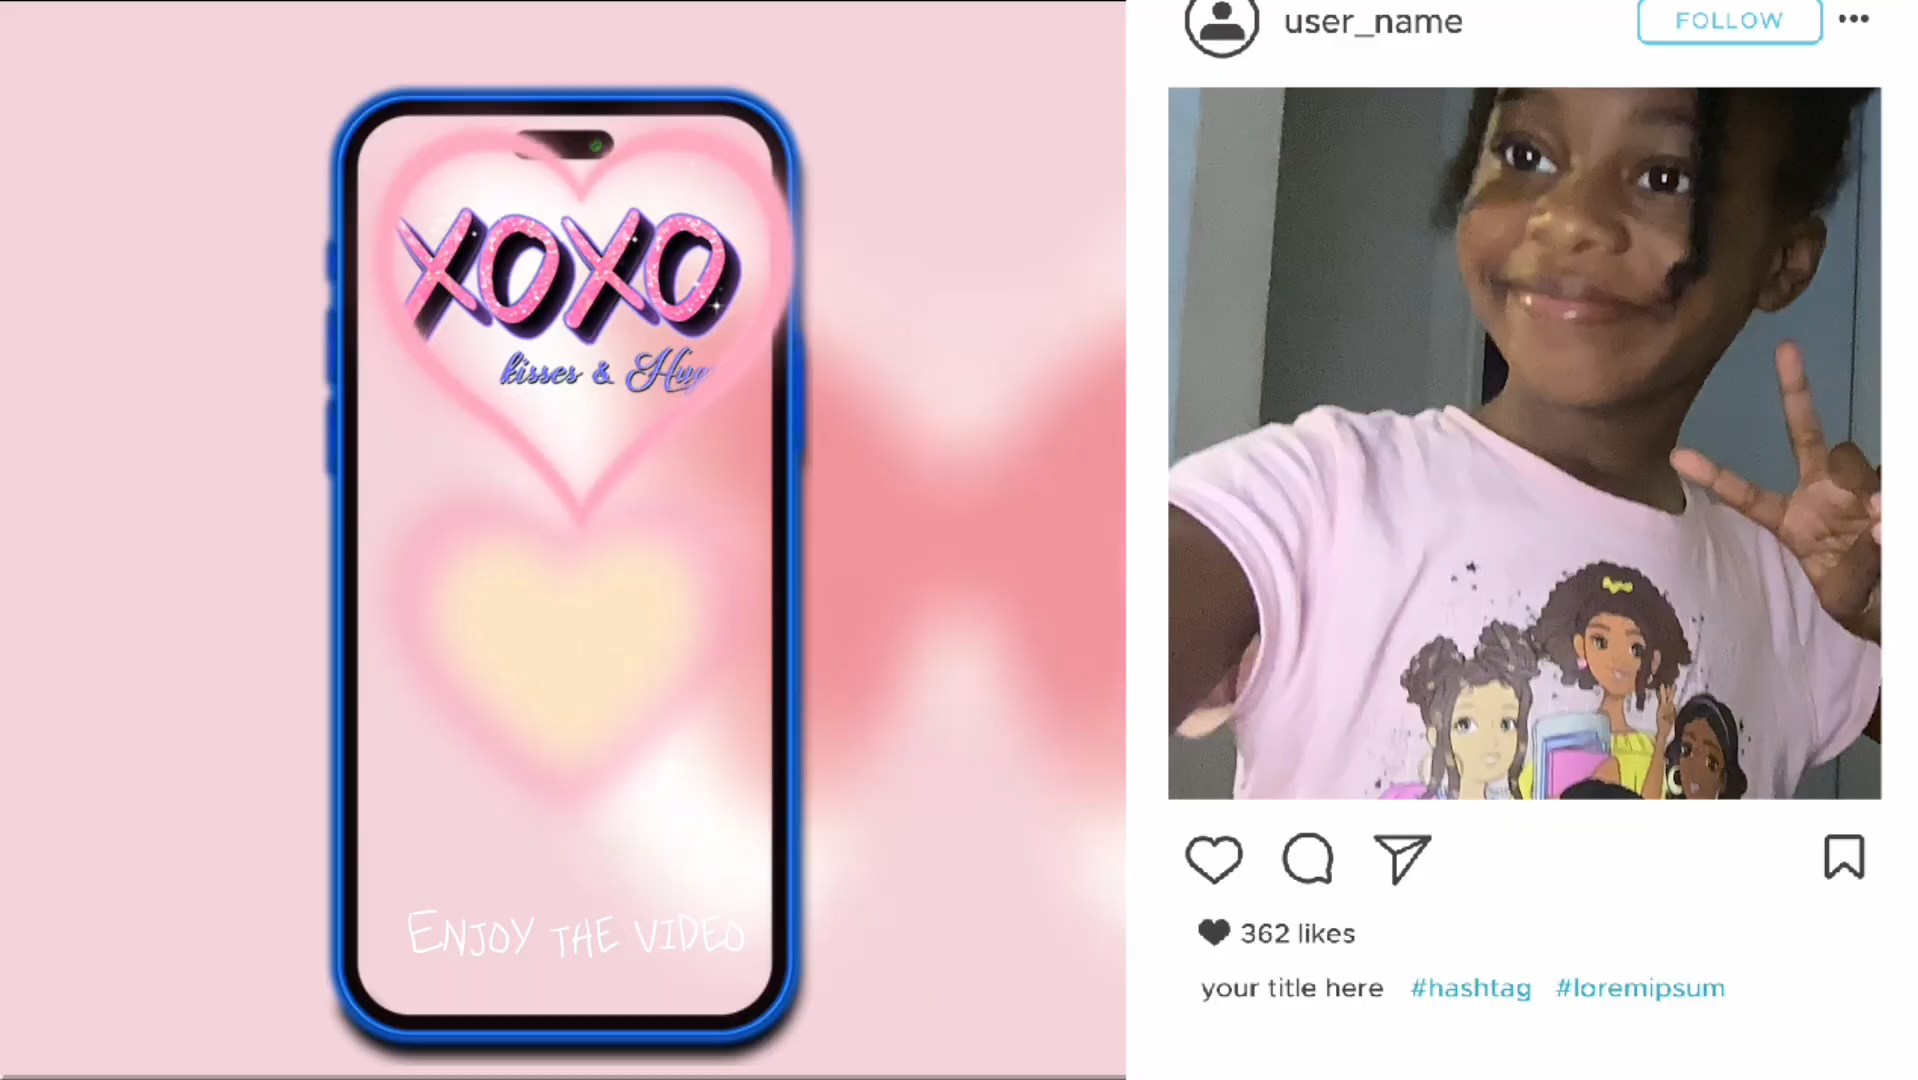 XOXO
kisses & Hug
ENJOY THE VIDEO
user_name
FOLLOW
362 likes
your title here #hashtag #loremipsum